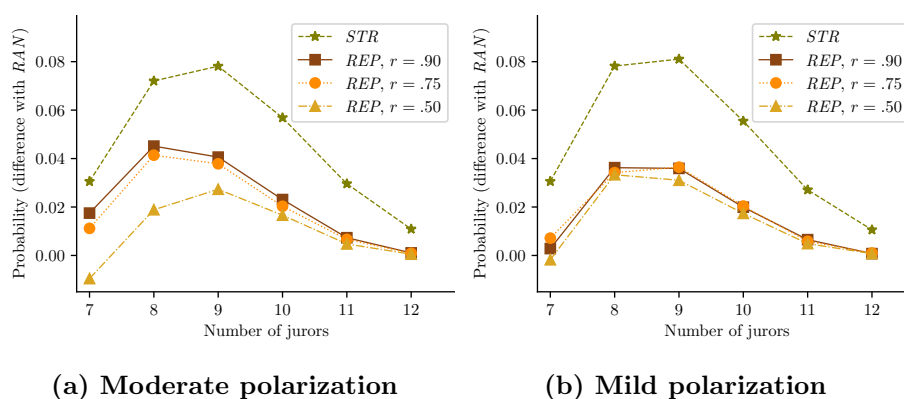 Probability (difference with RAN)
0.08
0.06
0.04
0.02
0.00
7 8 9 10 11 12
Number of jurors
STR
REP, r = .90
REP, r = .75
REP, r = .50
(a) Moderate polarization
Probability (difference with RAN)
0.08
0.06
0.04
0.02
0.00
7 8 9 10 11 12
Number of jurors
STR
REP, r = .90
REP, r = .75
REP, r = .50
(b) Mild polarization